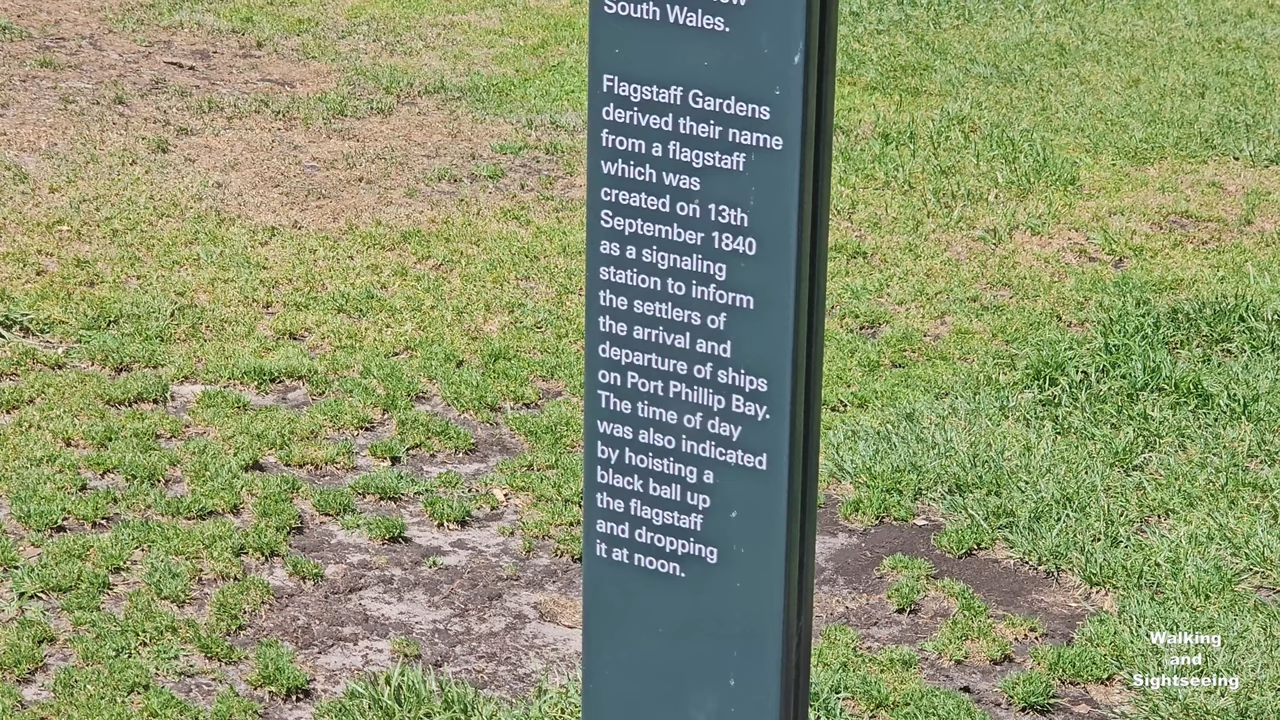 South Wales.
Flagstaff Gardens
derived their name
from a flagstaff
which was
created on 13th
September 1840
as a signaling
station to inform
the settlers of
the arrival and
departure of ships
on Port Phillip Bay.
The time of day
was also indicated
by hoisting a
black ball up
the flagstaff
and dropping
it at noon.
Walking
and
Sightseeing